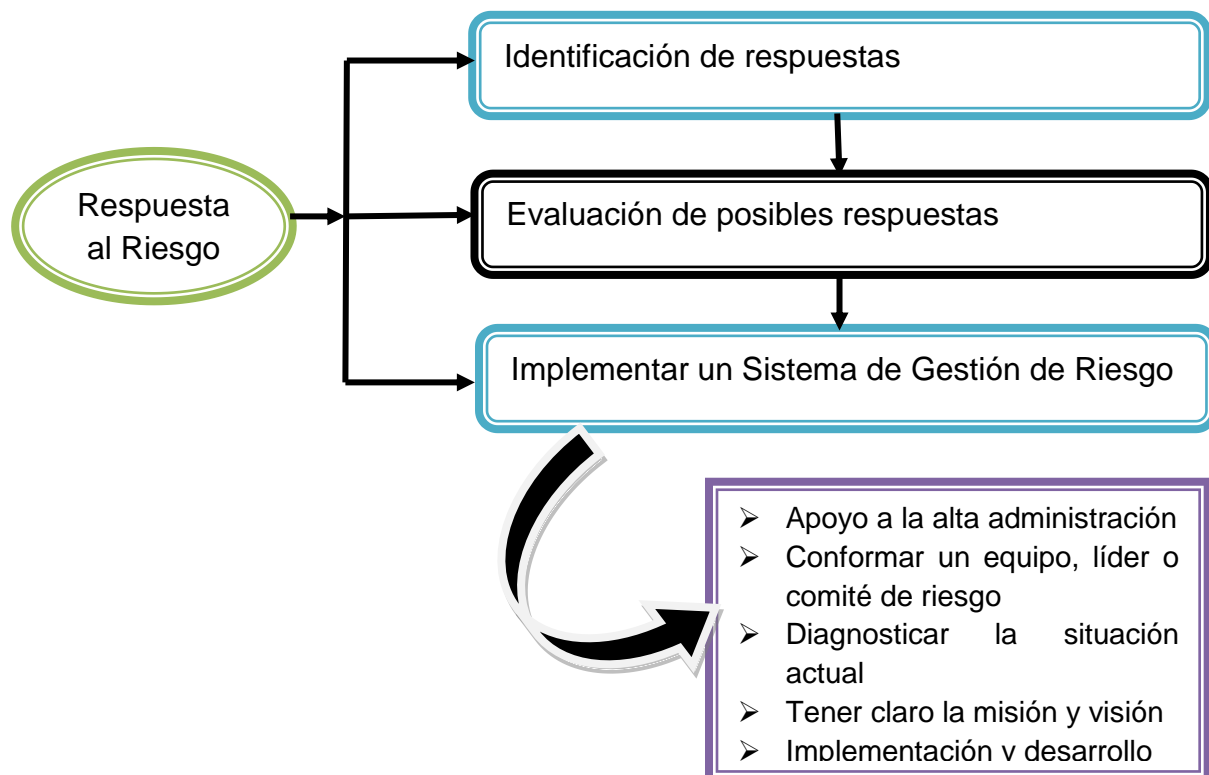 Identificación de respuestas
Respuesta
al Riesgo
Evaluación de posibles respuestas
Implementar un Sistema de Gestión de Riesgo
➢ Apoyo a la alta administración
➢ Conformar un equipo, líder o
comité de riesgo
➢ Diagnosticar la situación
actual
➢ Tener claro la misión y visión
➢ Implementación y desarrollo